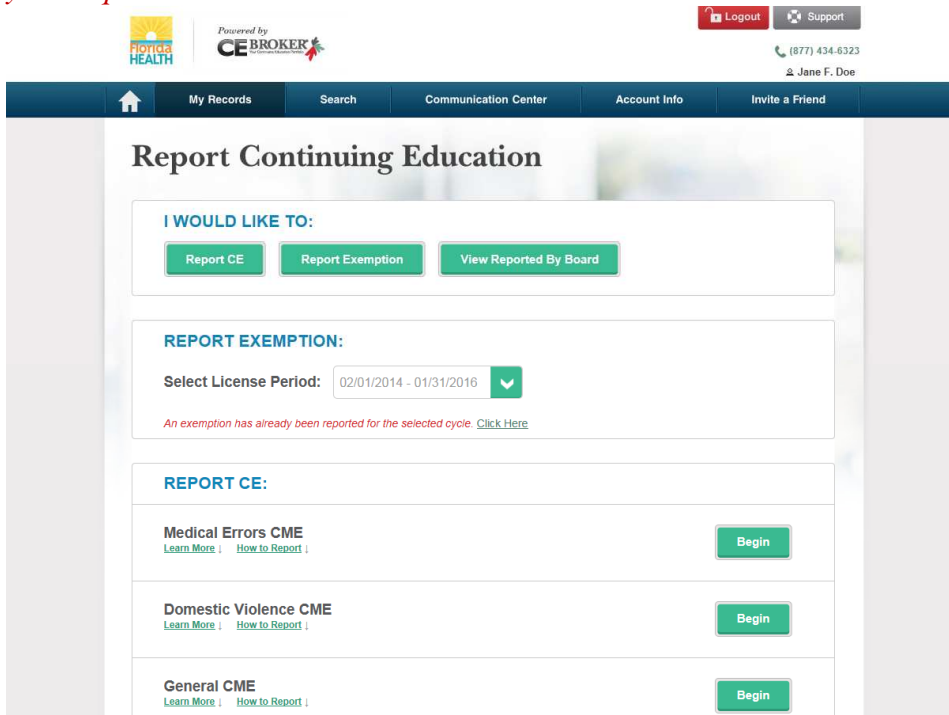 Powered by
Florida
HEALTH
CE BROKER
Logout
Support
(877) 434-6323
Jane F. Doe
My Records
Search
Communication Center
Account Info
Invite a Friend
Report Continuing Education
I WOULD LIKE TO:
Report CE
Report Exemption
View Reported By Board
REPORT EXEMPTION:
Select License Period:
02/01/2014 - 01/31/2016
An exemption has already been reported for the selected cycle. Click Here
REPORT CE:
Medical Errors CME
Begin
Learn More ↓ How to Report ↓
Domestic Violence CME
Begin
Learn More ↓ How to Report ↓
General CME
Begin
Learn More ↓ How to Report ↓